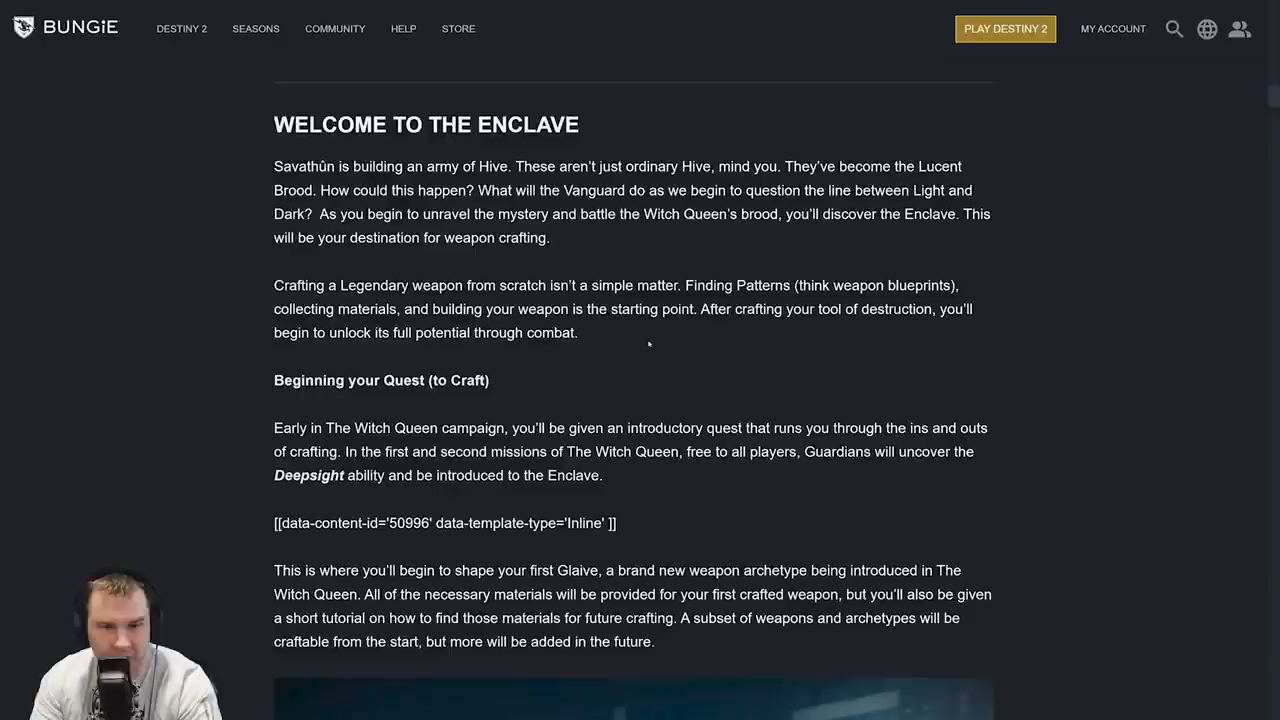 BUNGiE
DESTINY 2
SEASONS
COMMUNITY
HELP
STORE
PLAY DESTINY 2
MY ACCOUNT
WELCOME TO THE ENCLAVE
Savathûn is building an army of Hive. These aren't just ordinary Hive, mind you. They've become the Lucent
Brood. How could this happen? What will the Vanguard do as we begin to question the line between Light and
Dark?  As you begin to unravel the mystery and battle the Witch Queen's brood, you'll discover the Enclave. This
will be your destination for weapon crafting.
Crafting a Legendary weapon from scratch isn't a simple matter. Finding Patterns (think weapon blueprints),
collecting materials, and building your weapon is the starting point. After crafting your tool of destruction, you'll
begin to unlock its full potential through combat.
Beginning your Quest (to Craft)
Early in The Witch Queen campaign, you'll be given an introductory quest that runs you through the ins and outs
of crafting. In the first and second missions of The Witch Queen, free to all players, Guardians will uncover the
Deepsight ability and be introduced to the Enclave.
[[data-content-id='50996' data-template-type='Inline' ]]
This is where you'll begin to shape your first Glaive, a brand new weapon archetype being introduced in The
Witch Queen. All of the necessary materials will be provided for your first crafted weapon, but you'll also be given
a short tutorial on how to find those materials for future crafting. A subset of weapons and archetypes will be
craftable from the start, but more will be added in the future.